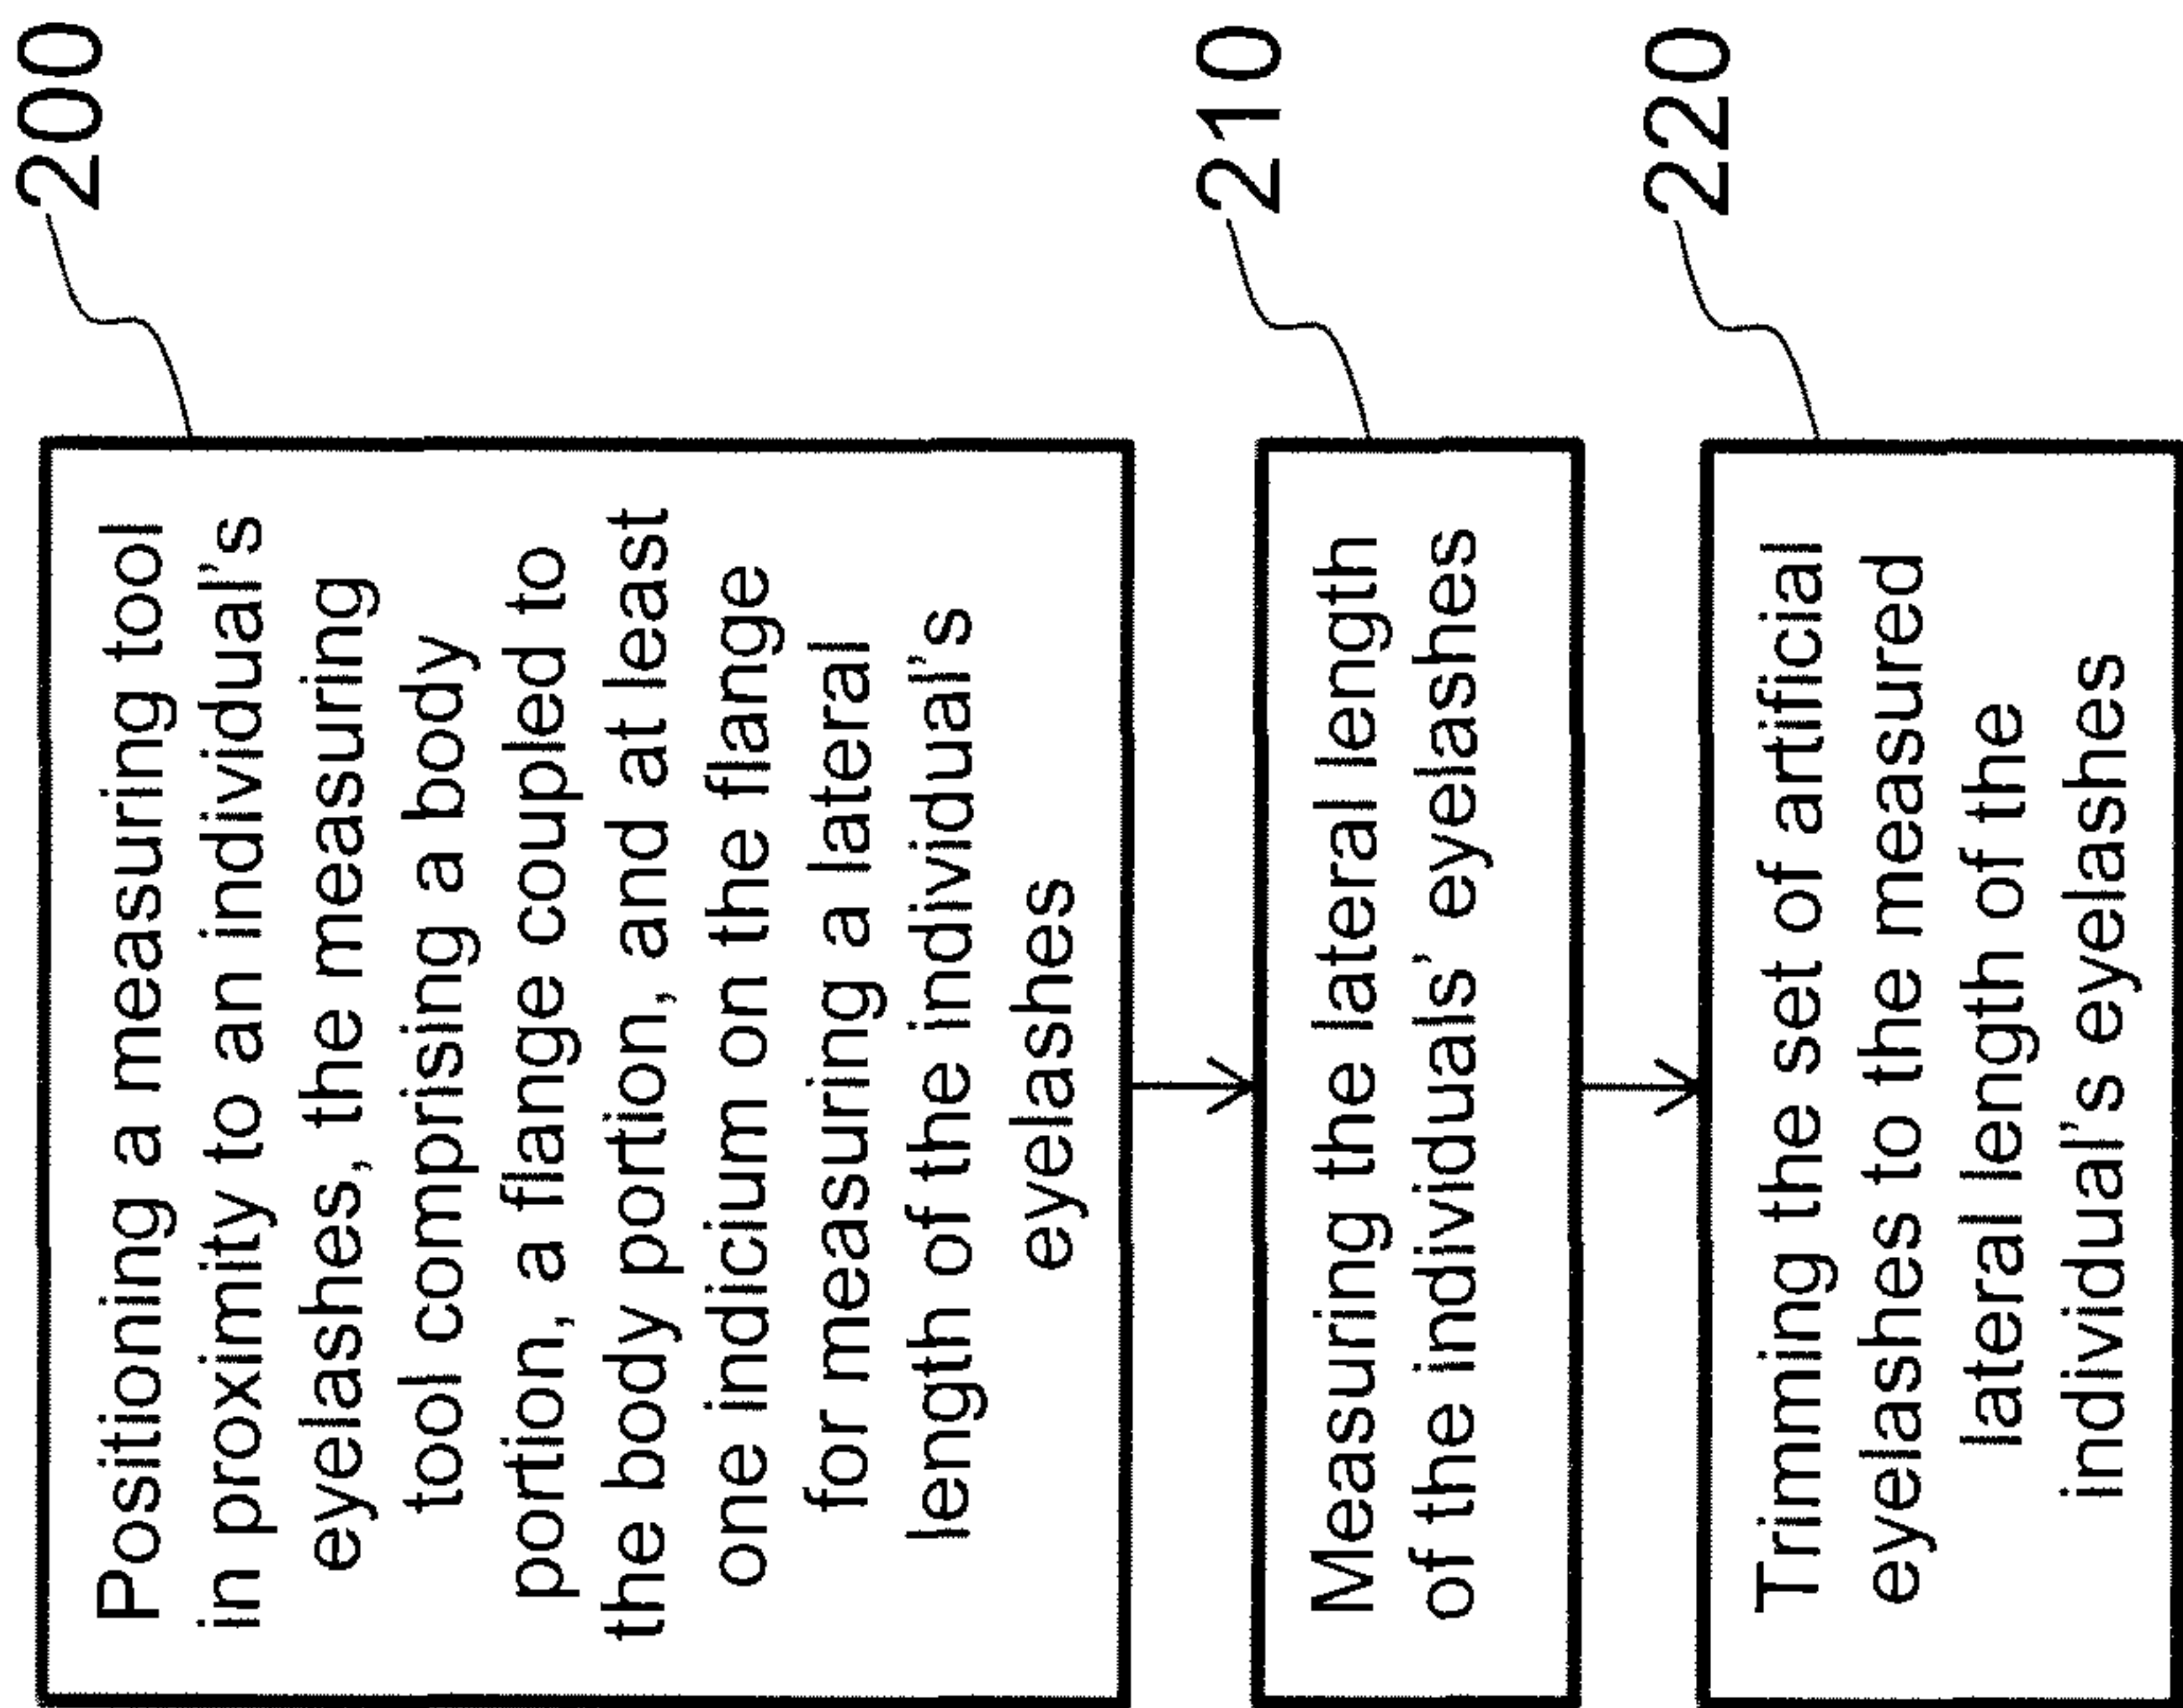 Positioning a measuring tool
in proximity to an individual's
eyelashes, the measuring
tool comprising a body
portion, a flange coupled to
the body portion, and at least
one indicium on the flange
for measuring a lateral
length of the individual's
eyelashes
200
Measuring the lateral length
of the individuals' eyelashes
210
Trimming the set of artificial
eyelashes to the measured
lateral length of the
individual's eyelashes
220